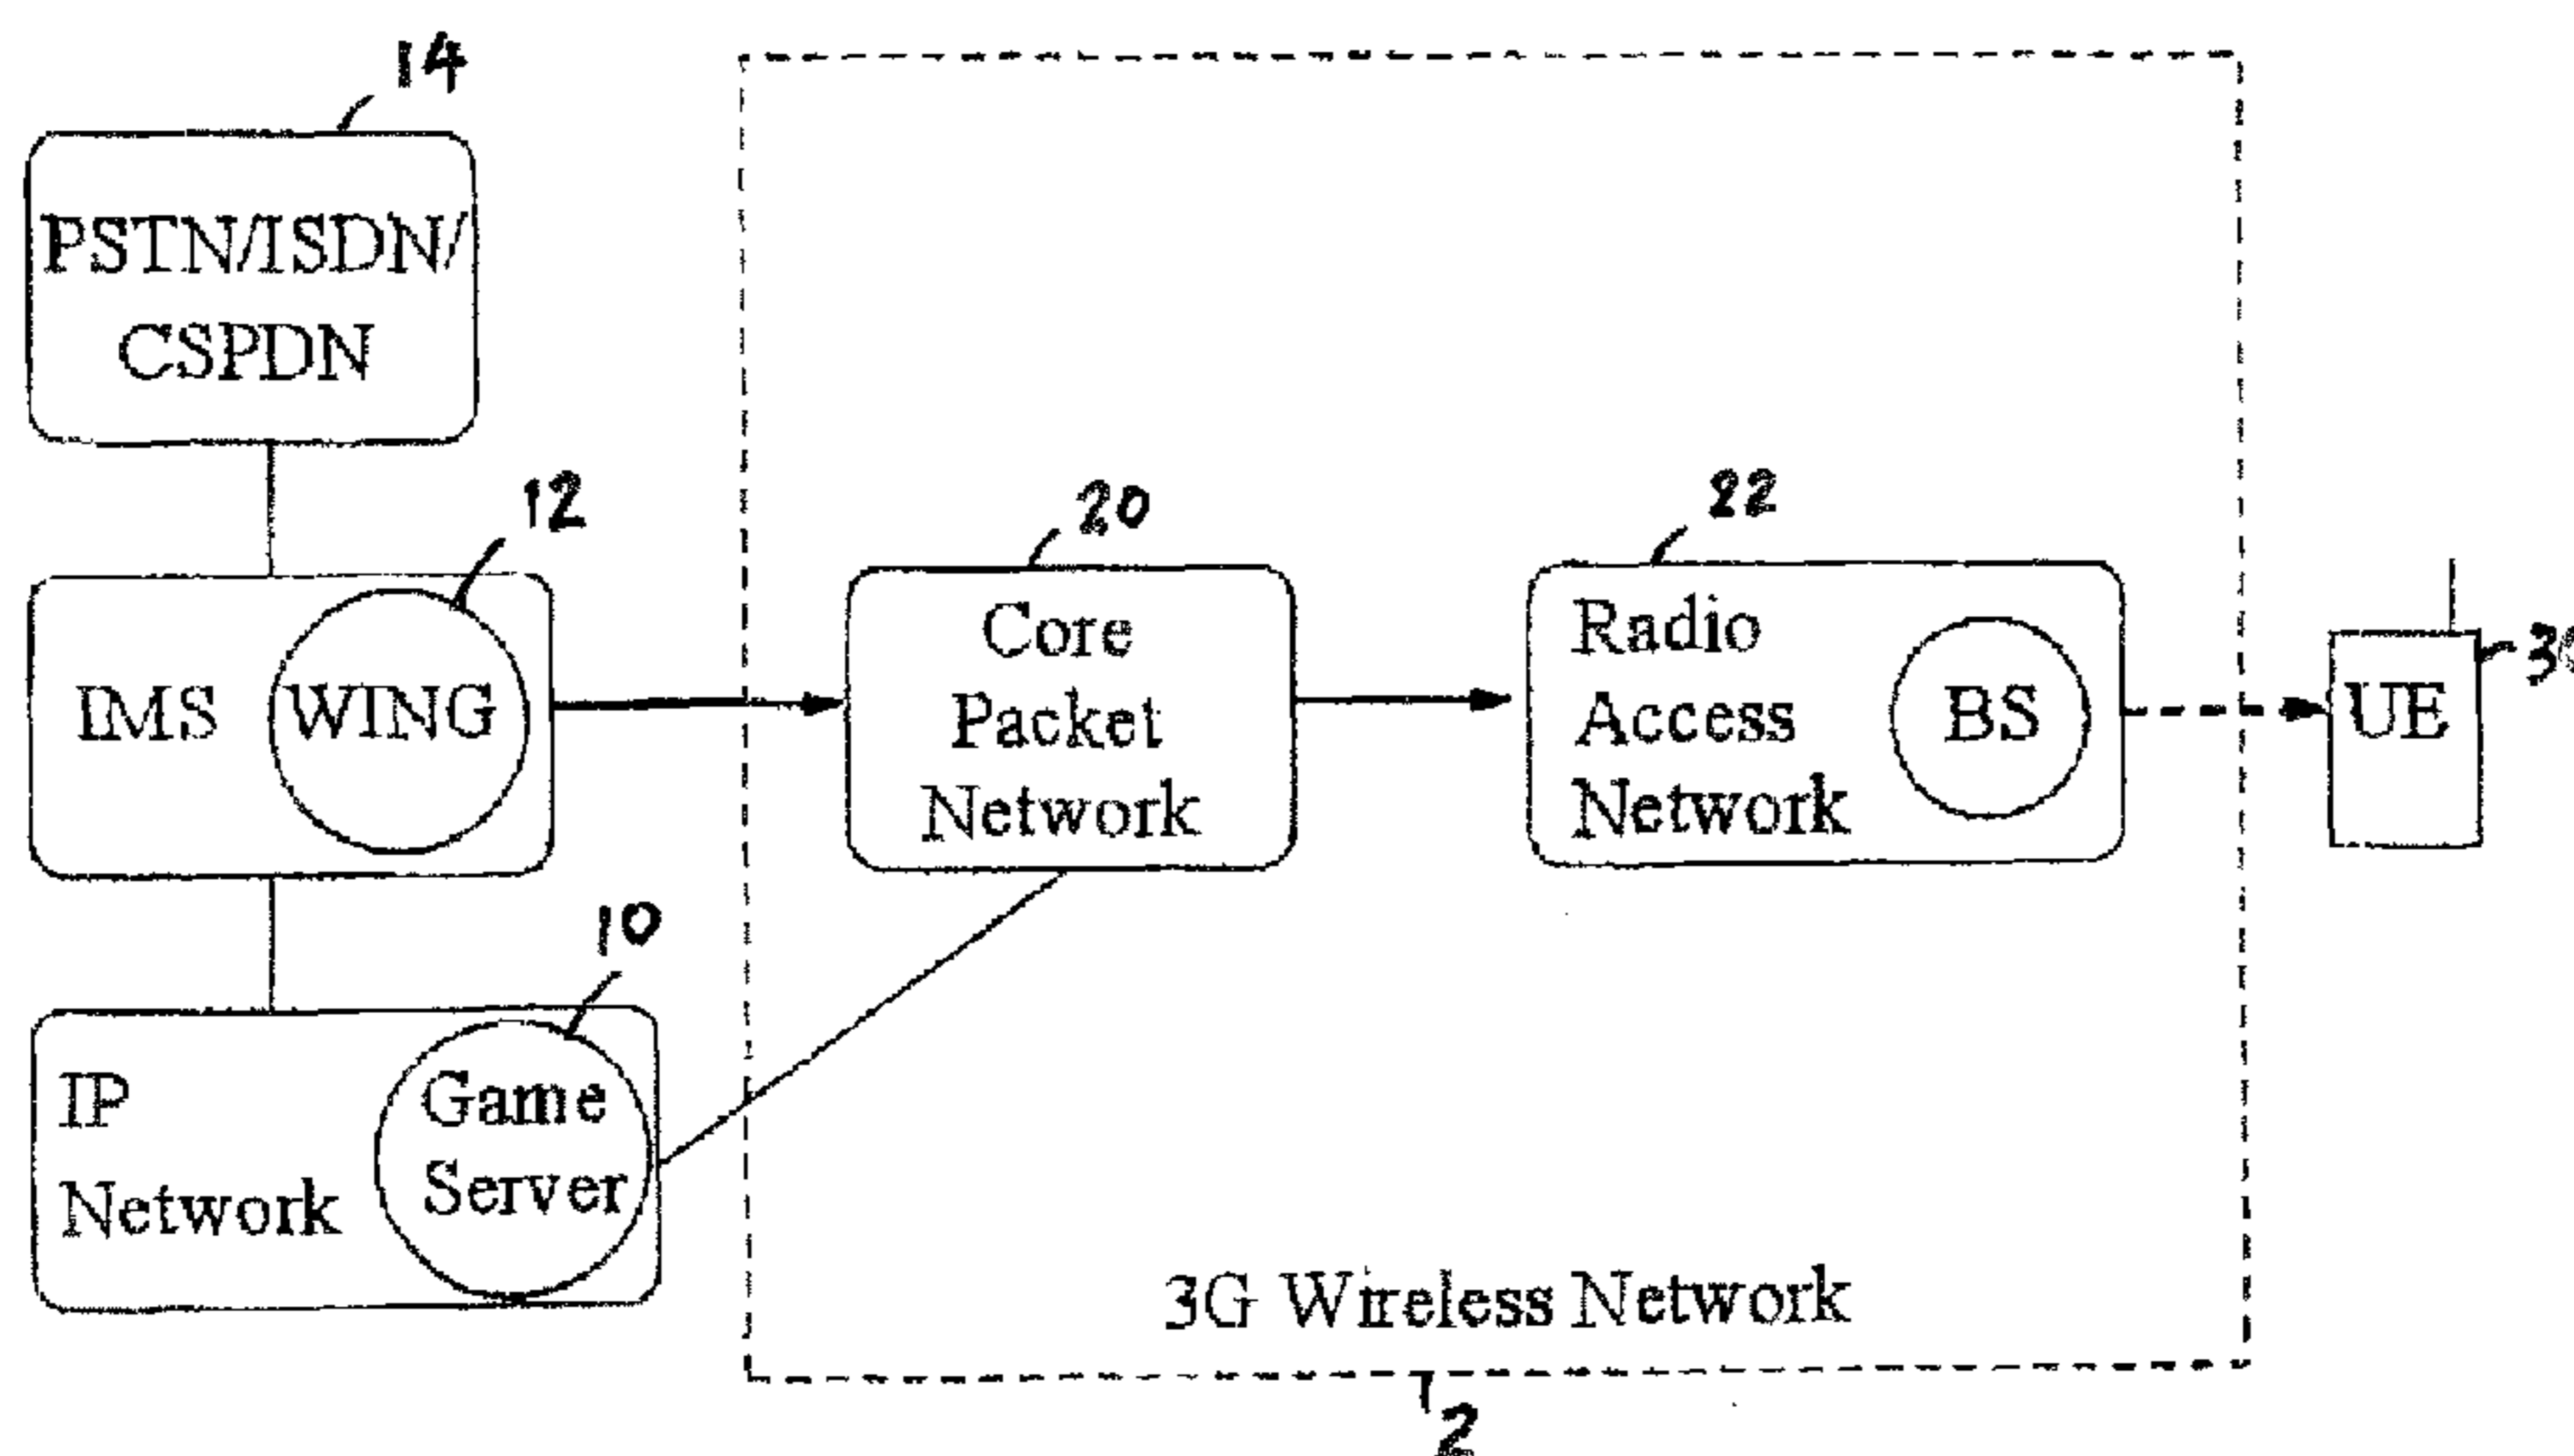 14
PSTN/ISDN/
CSPDN
12
IMS
WING
20
Core
Packet
Network
22
Radio
Access
Network
BS
UE
10
IP
Network
Game
Server
3G Wireless Network
2